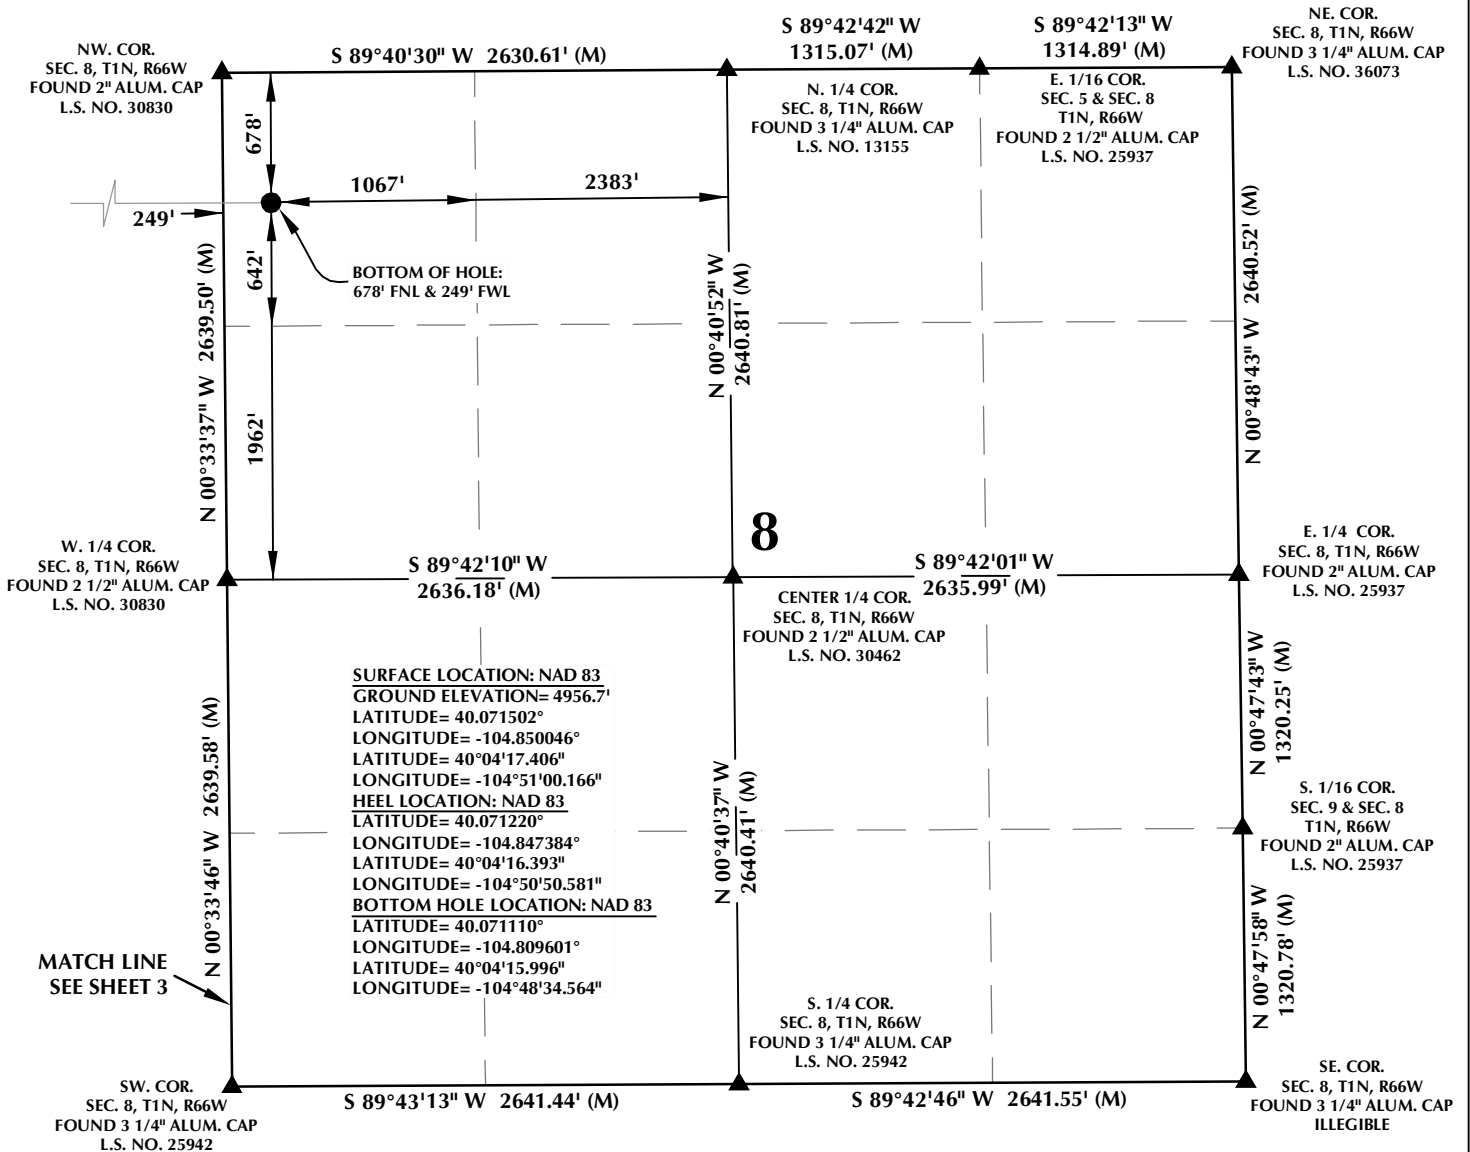 NW. COR.
SEC. 8, T1N, R66W
FOUND 2" ALUM. CAP
L.S. NO. 30830
S 89°40'30" W 2630.61' (M)
S 89°42'42" W
1315.07' (M)
S 89°42'13" W
1314.89' (M)
NE. COR.
SEC. 8, T1N, R66W
FOUND 3 1/4" ALUM. CAP
L.S. NO. 36073
N. 1/4 COR.
SEC. 8, T1N, R66W
FOUND 3 1/4" ALUM. CAP
L.S. NO. 13155
E. 1/16 COR.
SEC. 5 & SEC. 8
T1N, R66W
FOUND 2 1/2" ALUM. CAP
L.S. NO. 25937
678'
1067'
2383'
249'
642'
BOTTOM OF HOLE:
678' FNL & 249' FWL
N 00°33'37" W 2639.50' (M)
1962'
N 00°40'52" W
2640.81' (M)
N 00°48'43" W 2640.52' (M)
8
W. 1/4 COR.
SEC. 8, T1N, R66W
FOUND 2 1/2" ALUM. CAP
L.S. NO. 30830
S 89°42'10" W
2636.18' (M)
S 89°42'01" W
2635.99' (M)
E. 1/4 COR.
SEC. 8, T1N, R66W
FOUND 2" ALUM. CAP
L.S. NO. 25937
CENTER 1/4 COR.
SEC. 8, T1N, R66W
FOUND 2 1/2" ALUM. CAP
L.S. NO. 30462
SURFACE LOCATION: NAD 83
GROUND ELEVATION= 4956.7'
LATITUDE= 40.071502°
LONGITUDE= -104.850046°
LATITUDE= 40°04'17.406"
LONGITUDE= -104°51'00.166"
HEEL LOCATION: NAD 83
LATITUDE= 40.071220°
LONGITUDE= -104.847384°
LATITUDE= 40°04'16.393"
LONGITUDE= -104°50'50.581"
BOTTOM HOLE LOCATION: NAD 83
LATITUDE= 40.071110°
LONGITUDE= -104.809601°
LATITUDE= 40°04'15.996"
LONGITUDE= -104°48'34.564"
N 00°33'46" W 2639.58' (M)
N 00°40'37" W
2640.41' (M)
N 00°47'43" W
1320.25' (M)
S. 1/16 COR.
SEC. 9 & SEC. 8
T1N, R66W
FOUND 2" ALUM. CAP
L.S. NO. 25937
N 00°47'58" W
1320.78' (M)
MATCH LINE
SEE SHEET 3
S. 1/4 COR.
SEC. 8, T1N, R66W
FOUND 3 1/4" ALUM. CAP
L.S. NO. 25942
SW. COR.
SEC. 8, T1N, R66W
FOUND 3 1/4" ALUM. CAP
L.S. NO. 25942
S 89°43'13" W 2641.44' (M)
S 89°42'46" W 2641.55' (M)
SE. COR.
SEC. 8, T1N, R66W
FOUND 3 1/4" ALUM. CAP
ILLEGIBLE